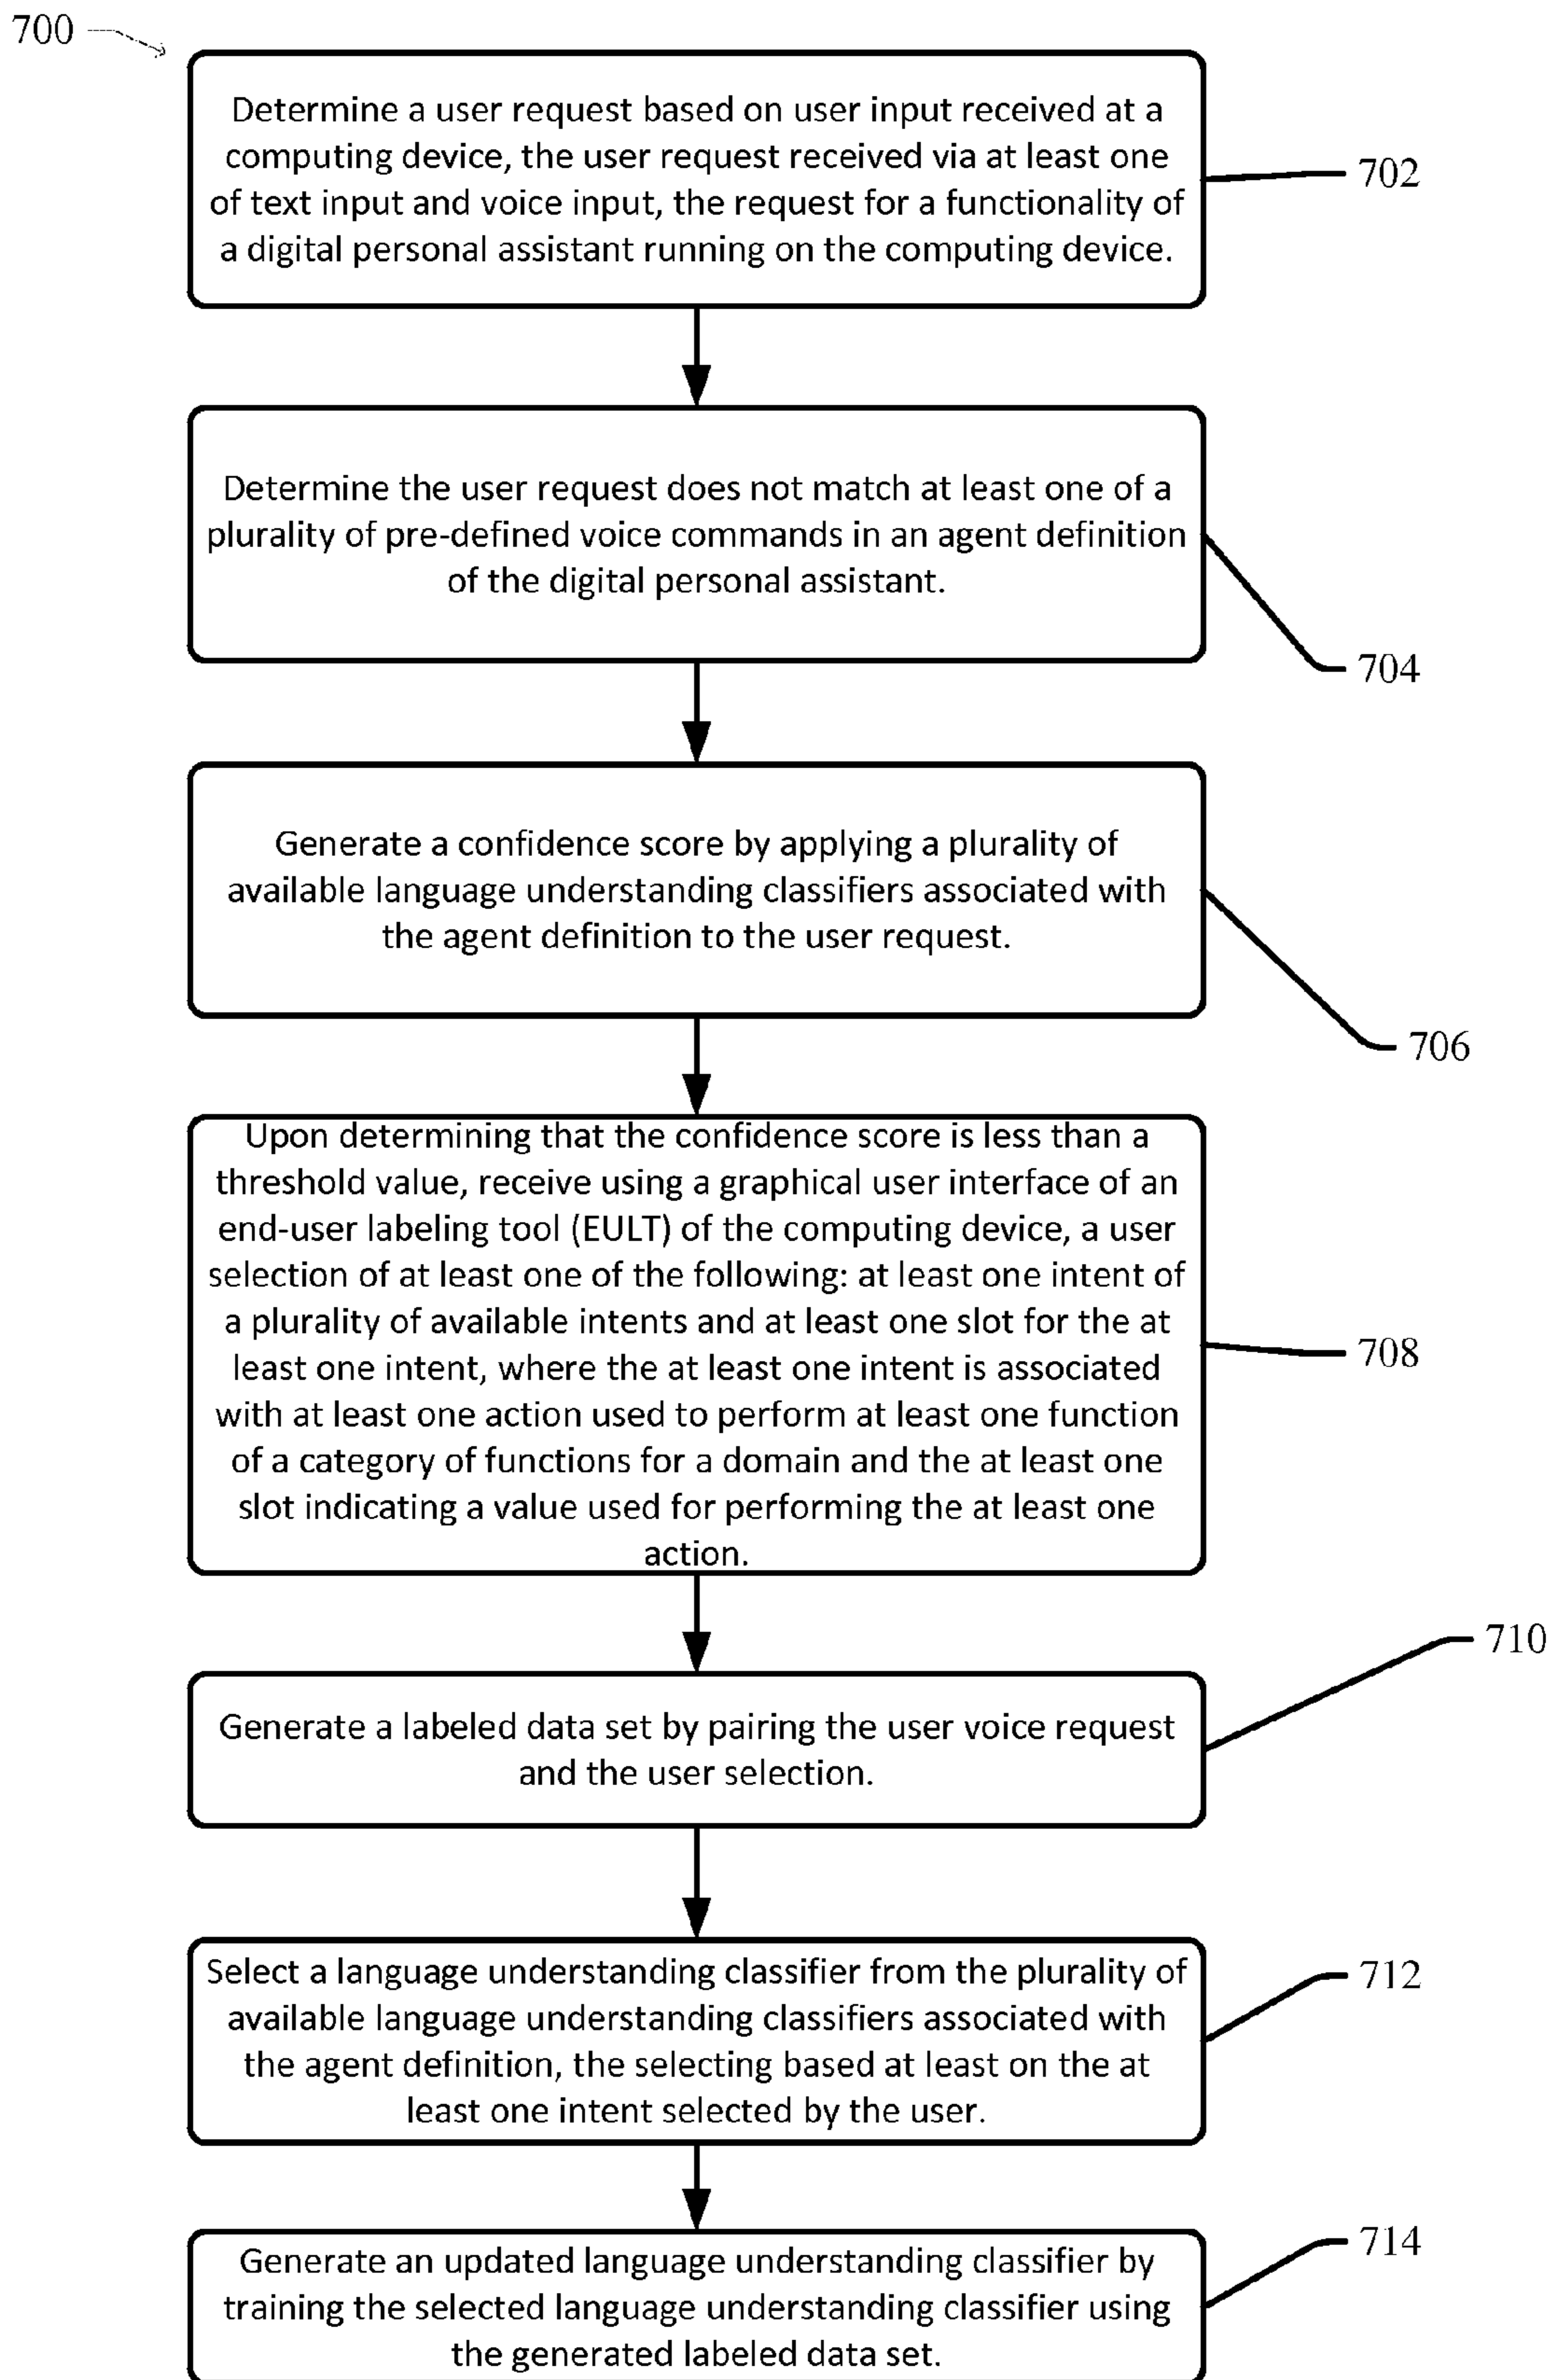 700
Determine a user request based on user input received at a
computing device, the user request received via at least one
of text input and voice input, the request for a functionality of
a digital personal assistant running on the computing device.
702
Determine the user request does not match at least one of a
plurality of pre-defined voice commands in an agent definition
of the digital personal assistant.
704
Generate a confidence score by applying a plurality of
available language understanding classifiers associated with
the agent definition to the user request.
706
Upon determining that the confidence score is less than a
threshold value, receive using a graphical user interface of an
end-user labeling tool (EULT) of the computing device, a user
selection of at least one of the following: at least one intent of
a plurality of available intents and at least one slot for the at
least one intent, where the at least one intent is associated
with at least one action used to perform at least one function
of a category of functions for a domain and the at least one
slot indicating a value used for performing the at least one
action.
708
Generate a labeled data set by pairing the user voice request
and the user selection.
710
Select a language understanding classifier from the plurality of
available language understanding classifiers associated with
the agent definition, the selecting based at least on the at
least one intent selected by the user.
712
Generate an updated language understanding classifier by
training the selected language understanding classifier using
the generated labeled data set.
714